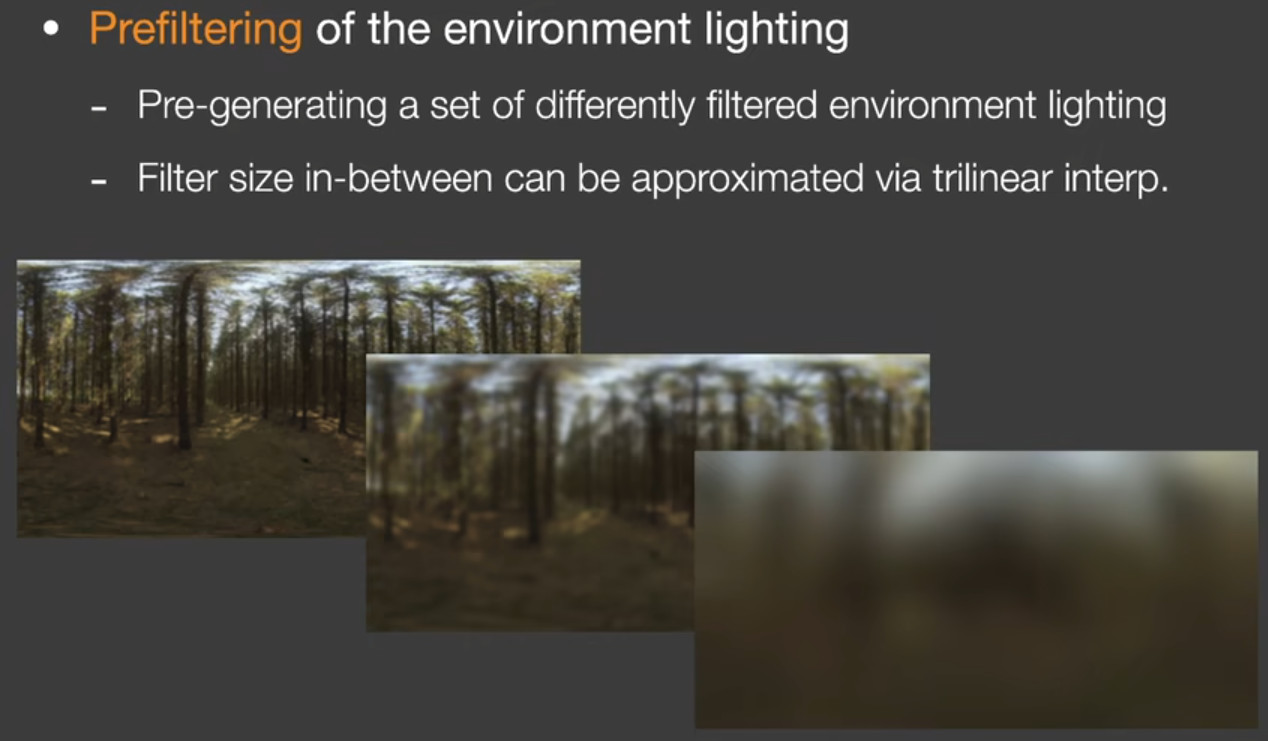 • Prefiltering of the environment lighting
- Pre-generating a set of differently filtered environment lighting
- Filter size in-between can be approximated via trilinear interp.